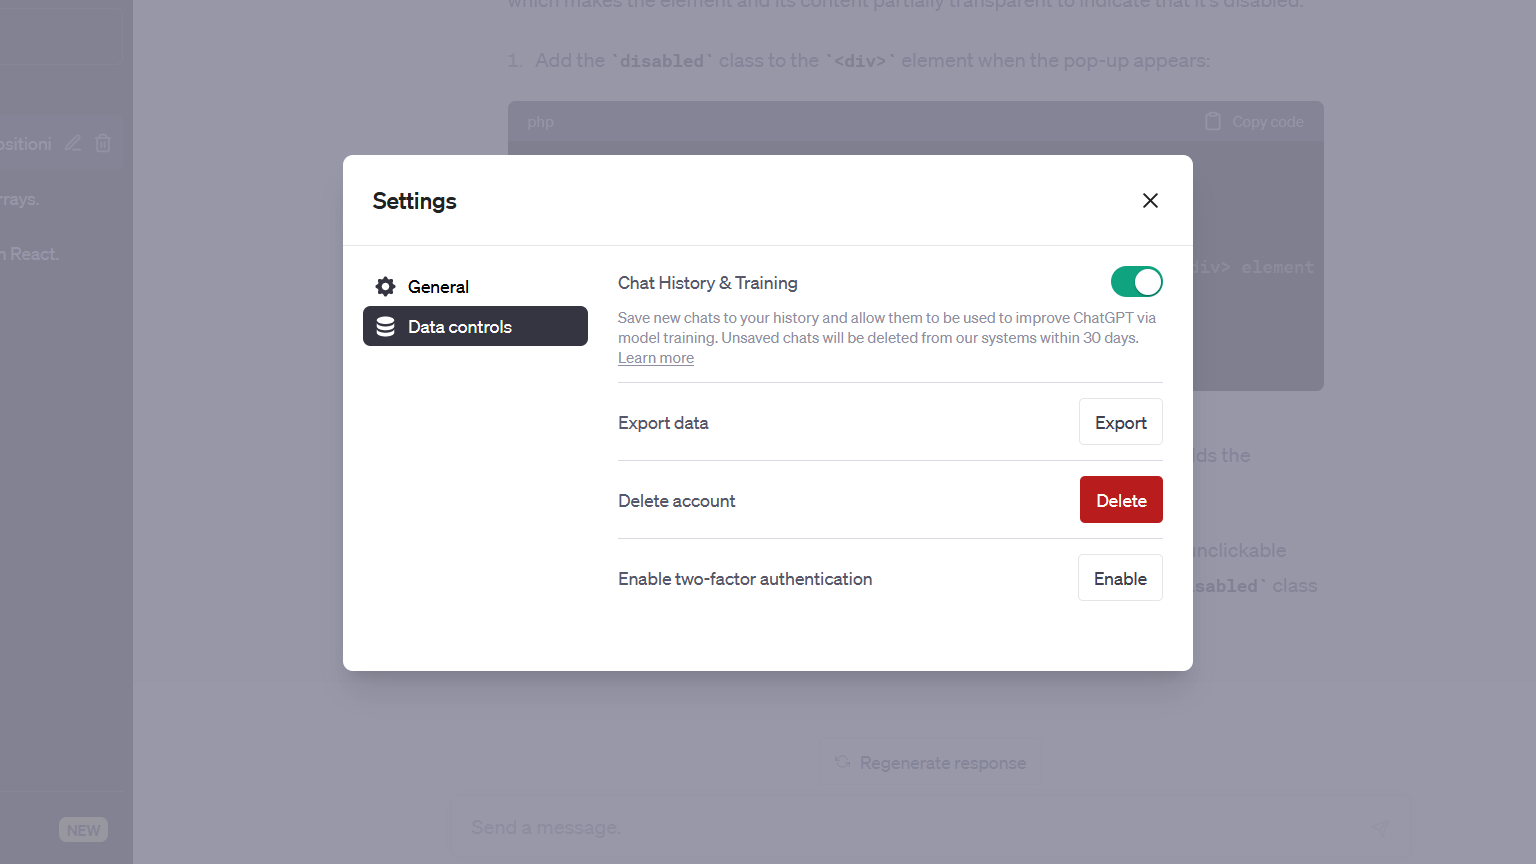 which makes the element and its content partially transparent to indicate that it's disabled.
1. Add the `disabled` class to the `<div>` element when the pop-up appears:
php
Copy code
ositioni
rrays.
n React.
Settings
div> element
General
Data controls
Chat History & Training
Save new chats to your history and allow them to be used to improve ChatGPT via
model training. Unsaved chats will be deleted from our systems within 30 days.
Learn more
Export data
Export
ds the
Delete account
Delete
unclickable
Enable two-factor authentication
Enable
sabled` class
Regenerate response
Send a message.
NEW